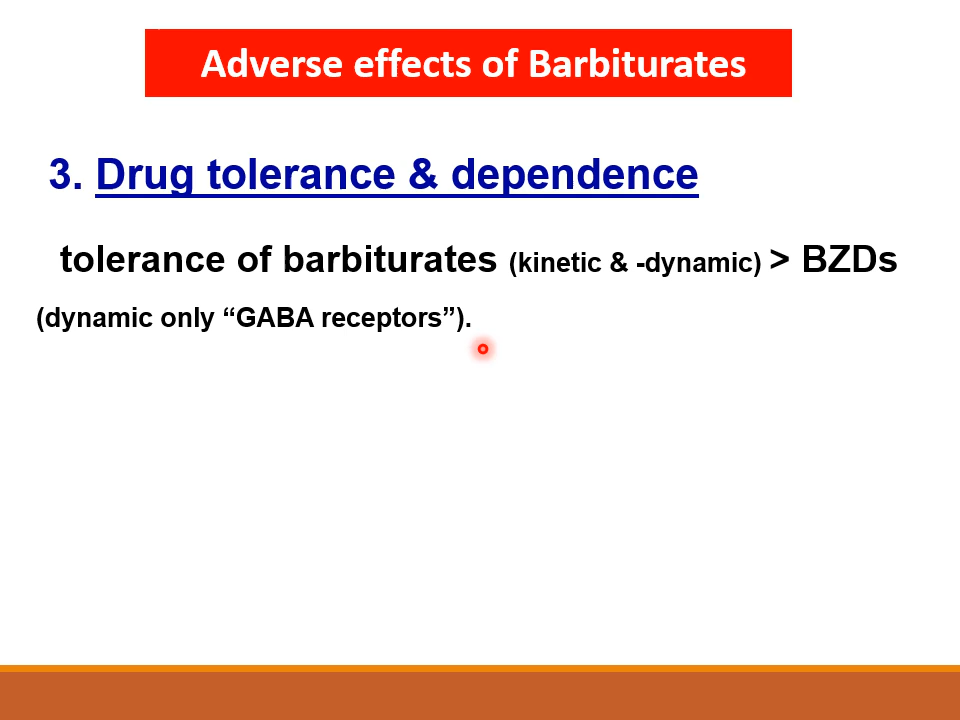 Adverse effects of Barbiturates
3. Drug tolerance & dependence
tolerance of barbiturates (kinetic & -dynamic) > BZDs
(dynamic only “GABA receptors”).